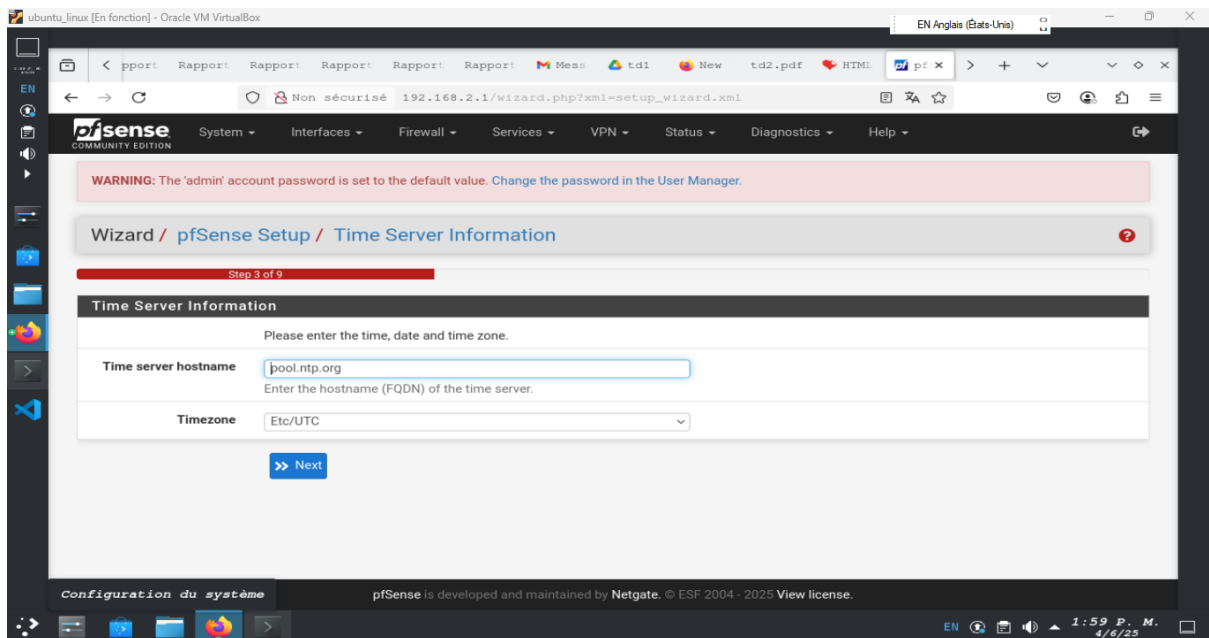 ubuntu_linux [En fonction] - Oracle VM VirtualBox
EN Anglais (États-Unis)
pport Rapport Rapport Rapport Rapport Rapport Mess td1 New td2.pdf HTML pf
EN
Non sécurisé 192.168.2.1/wizard.php?xml=setup_wizard.xml
pfsense System Interfaces Firewall Services VPN Status Diagnostics Help
COMMUNITY EDITION
WARNING: The 'admin' account password is set to the default value. Change the password in the User Manager.
Wizard / pfSense Setup / Time Server Information
Step 3 of 9
Time Server Information
Please enter the time, date and time zone.
Time server hostname pool.ntp.org
Enter the hostname (FQDN) of the time server.
Timezone Etc/UTC
Next
Configuration du système
pfSense is developed and maintained by Netgate. © ESF 2004 - 2025 View license.
EN 1:59 P. M.
4/6/25